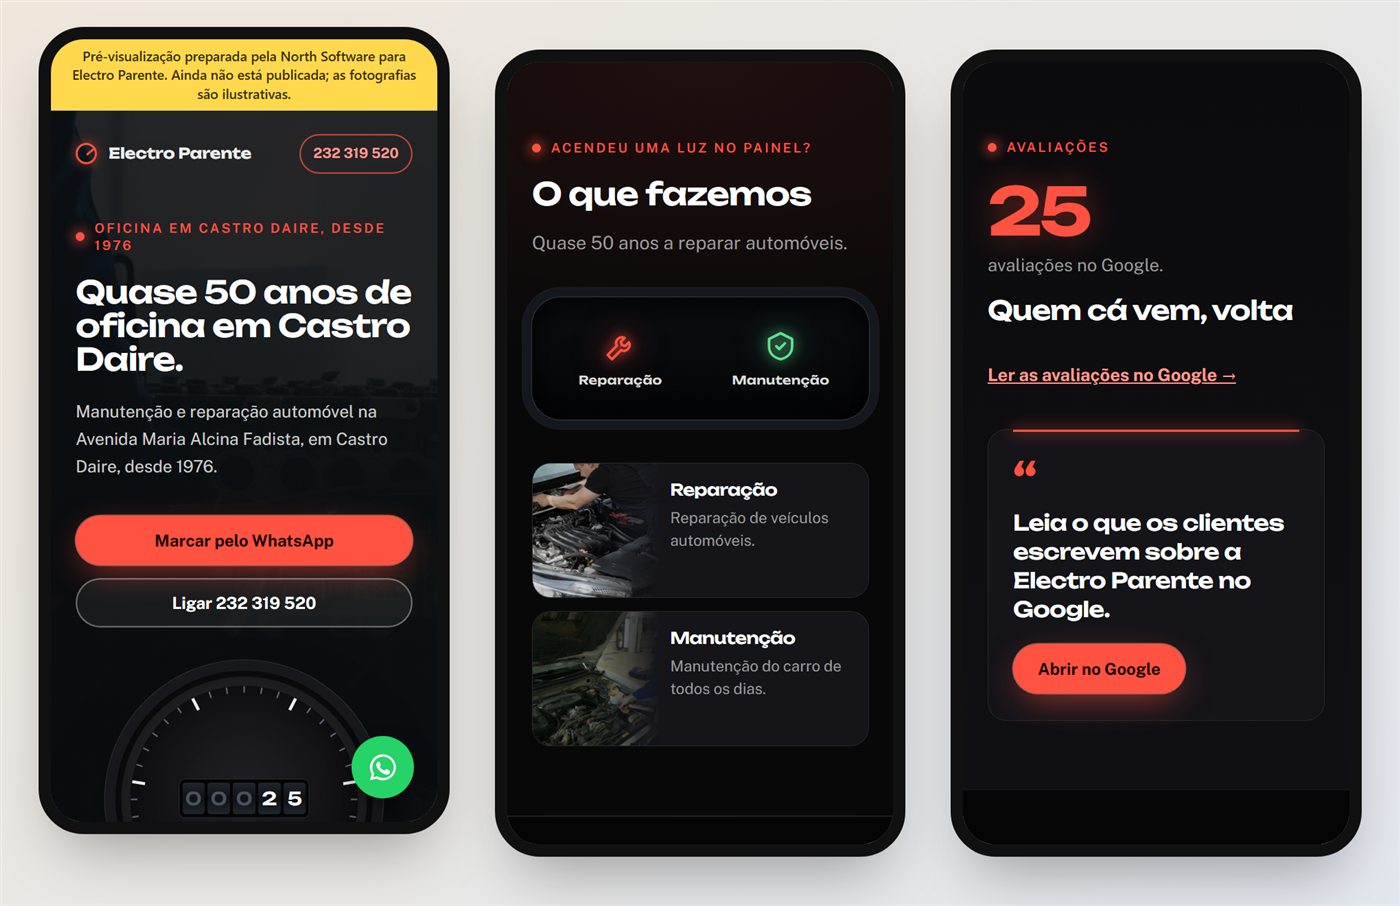 Pré-visualização preparada pela North Software para
Electro Parente. Ainda não está publicada; as fotografias
são ilustrativas.
Electro Parente
232 319 520
OFICINA EM CASTRO DAIRE, DESDE
1976
Quase 50 anos de
oficina em Castro
Daire.
Manutenção e reparação automóvel na
Avenida Maria Alcina Fadista, em Castro
Daire, desde 1976.
Marcar pelo WhatsApp
Ligar 232 319 520
00025
ACENDEU UMA LUZ NO PAINEL?
O que fazemos
Quase 50 anos a reparar automóveis.
Reparação
Manutenção
Reparação
Reparação de veículos
automóveis.
Manutenção
Manutenção do carro de
todos os dias.
AVALIAÇÕES
25
avaliações no Google.
Quem cá vem, volta
Ler as avaliações no Google →
“
Leia o que os clientes
escrevem sobre a
Electro Parente no
Google.
Abrir no Google